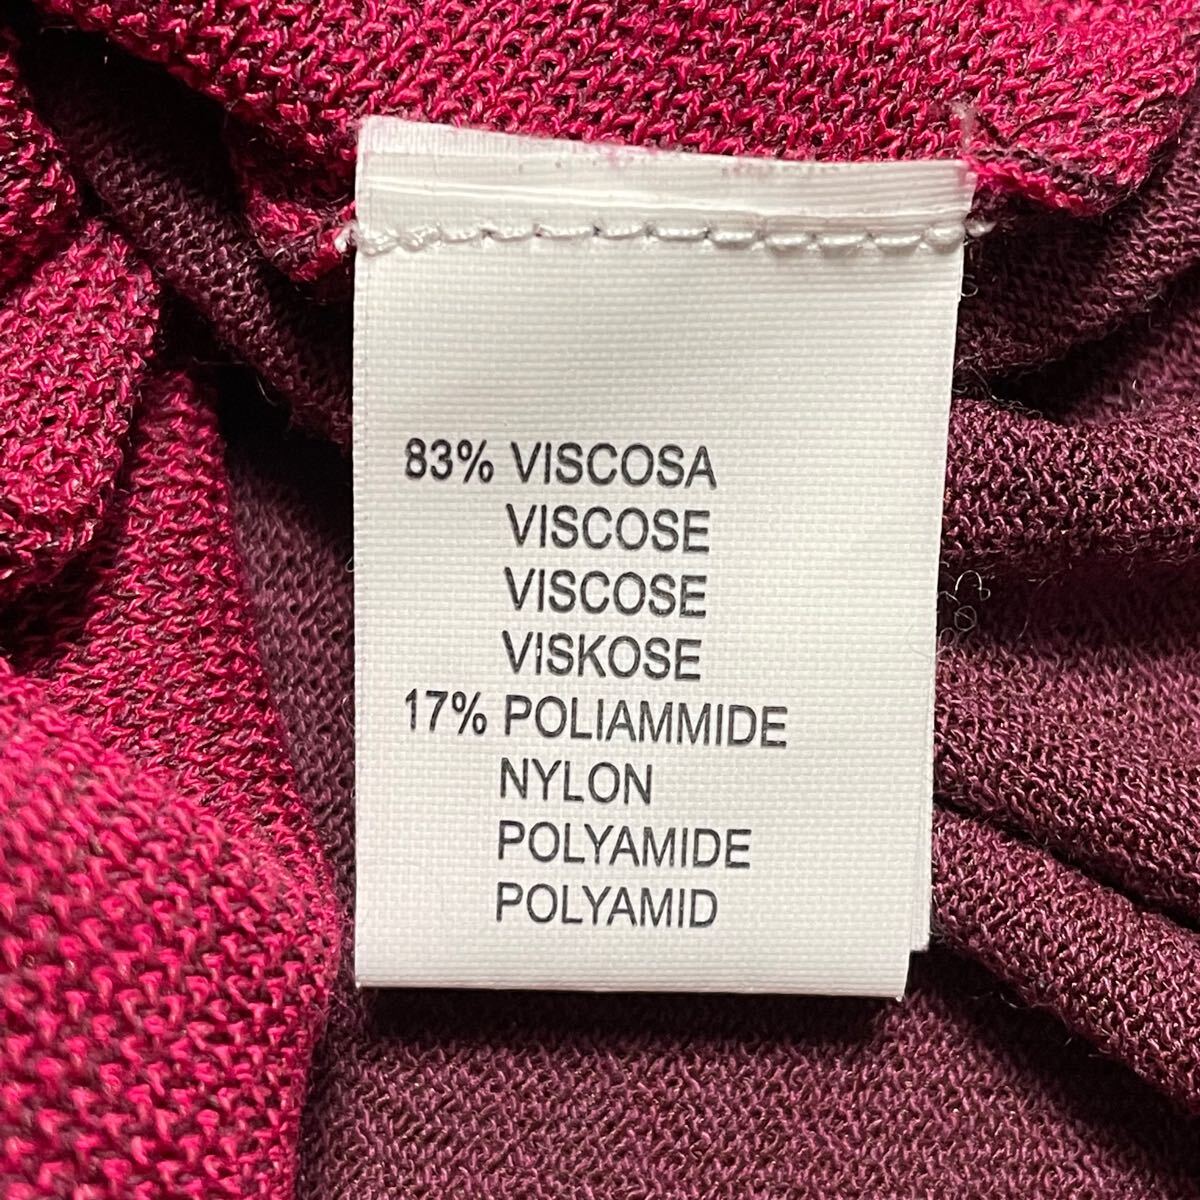 83% VISCOSA
VISCOSE
VISCOSE
VISKOSE
17% POLIAMMIDE
NYLON
POLYAMIDE
POLYAMID